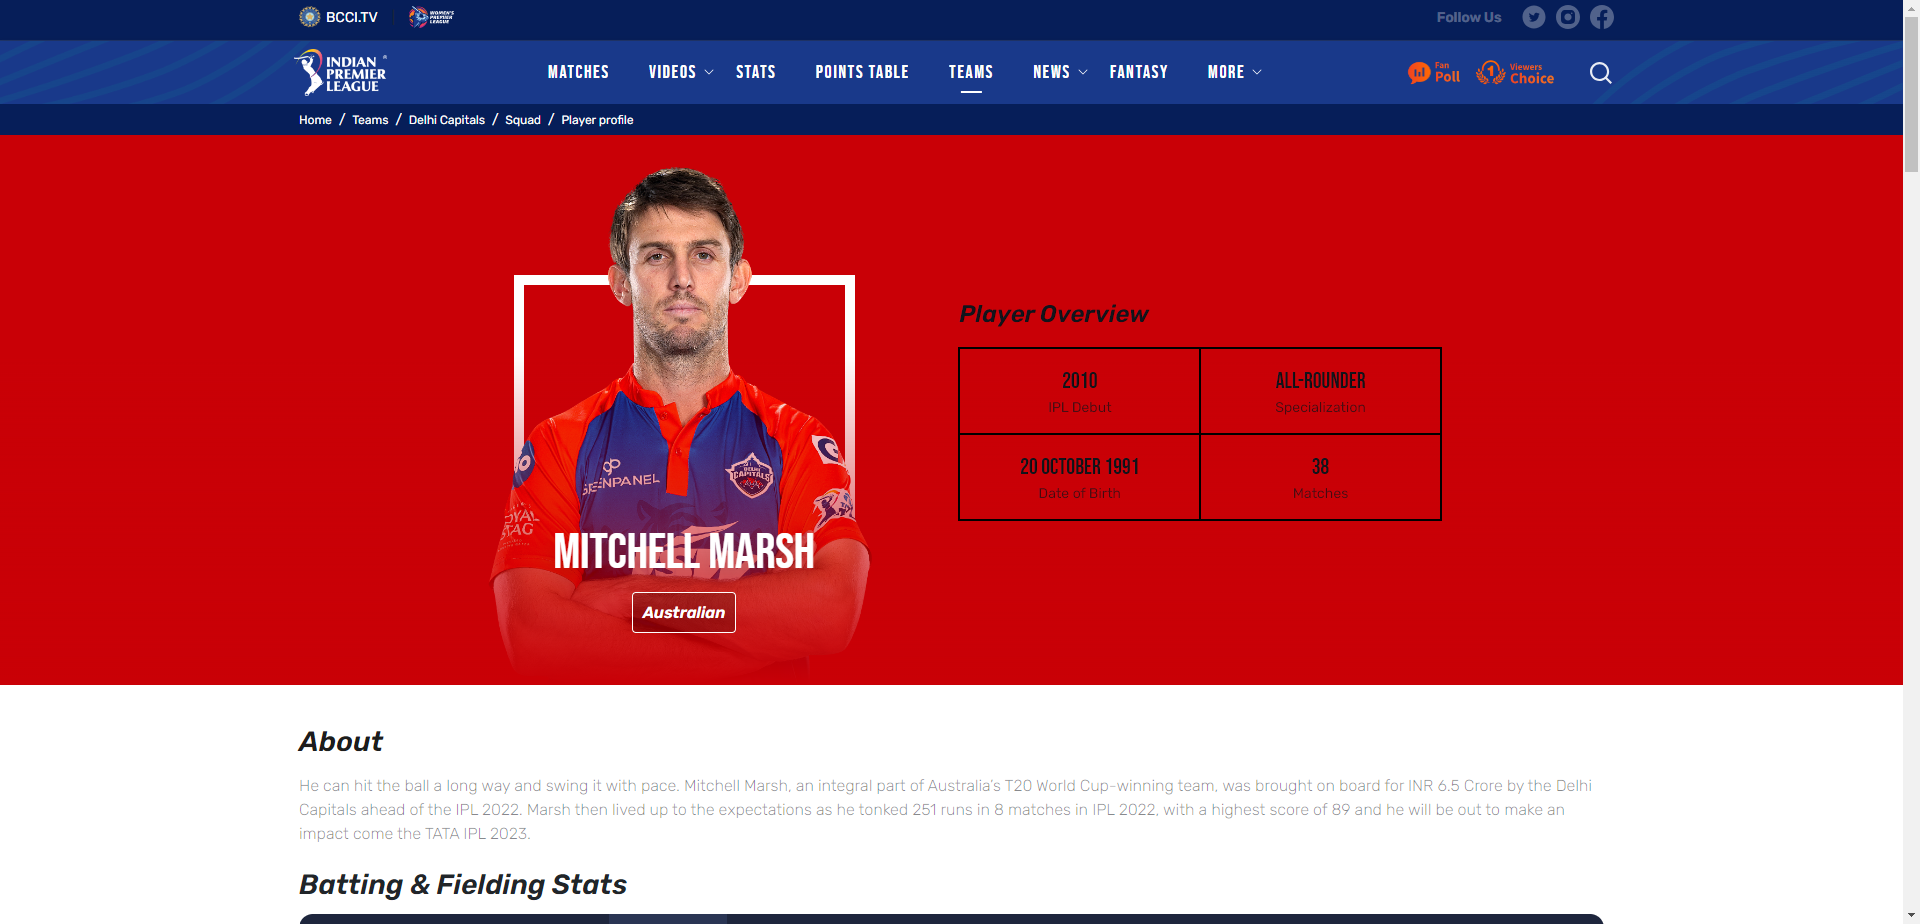 BCCI.TV
WOMEN'S
PREMIER
LEAGUE
Follow Us
INDIAN
PREMIER
LEAGUE
MATCHES
VIDEOS
STATS
POINTS TABLE
TEAMS
NEWS
FANTASY
MORE
Fan
Poll
1
Viewers
Choice
Home / Teams / Delhi Capitals / Squad / Player profile
GREENPANEL
DELHI
CAPITALS
MITCHELL MARSH
Australian
Player Overview
2010
IPL Debut
ALL-ROUNDER
Specialization
20 OCTOBER 1991
Date of Birth
38
Matches
About
He can hit the ball a long way and swing it with pace. Mitchell Marsh, an integral part of Australia's T20 World Cup-winning team, was brought on board for INR 6.5 Crore by the Delhi
Capitals ahead of the IPL 2022. Marsh then lived up to the expectations as he tonked 251 runs in 8 matches in IPL 2022, with a highest score of 89 and he will be out to make an
impact come the TATA IPL 2023.
Batting & Fielding Stats